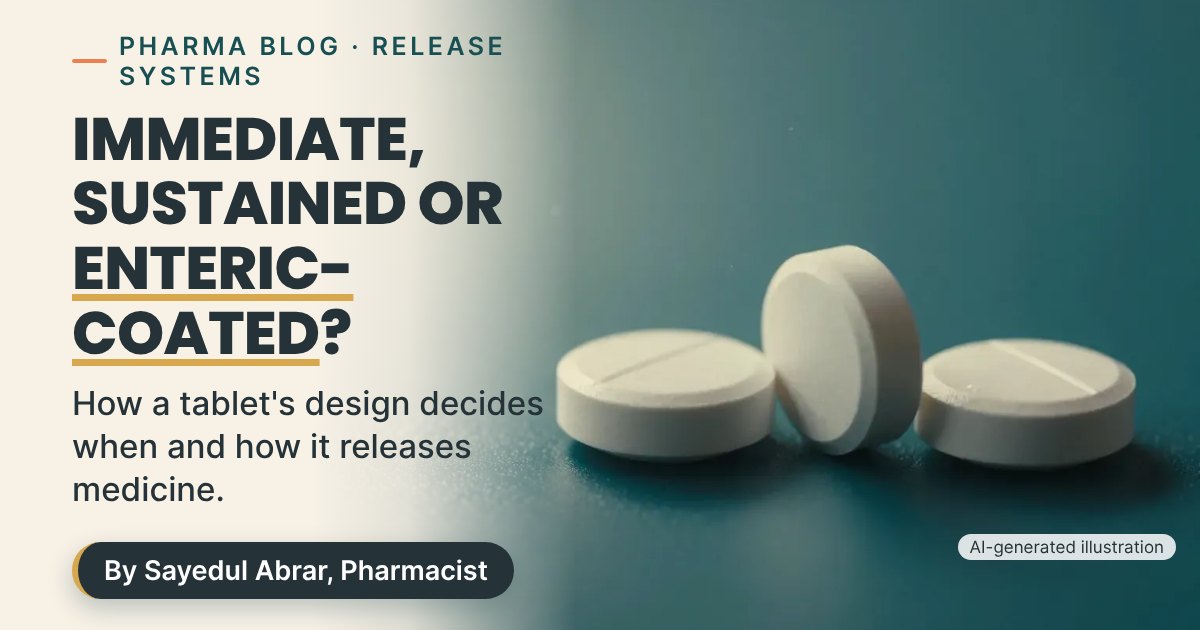 PHARMA BLOG · RELEASE
SYSTEMS
IMMEDIATE,
SUSTAINED OR
ENTERIC-
COATED?
How a tablet's design decides
when and how it releases
medicine.
By Sayedul Abrar, Pharmacist
AI-generated illustration